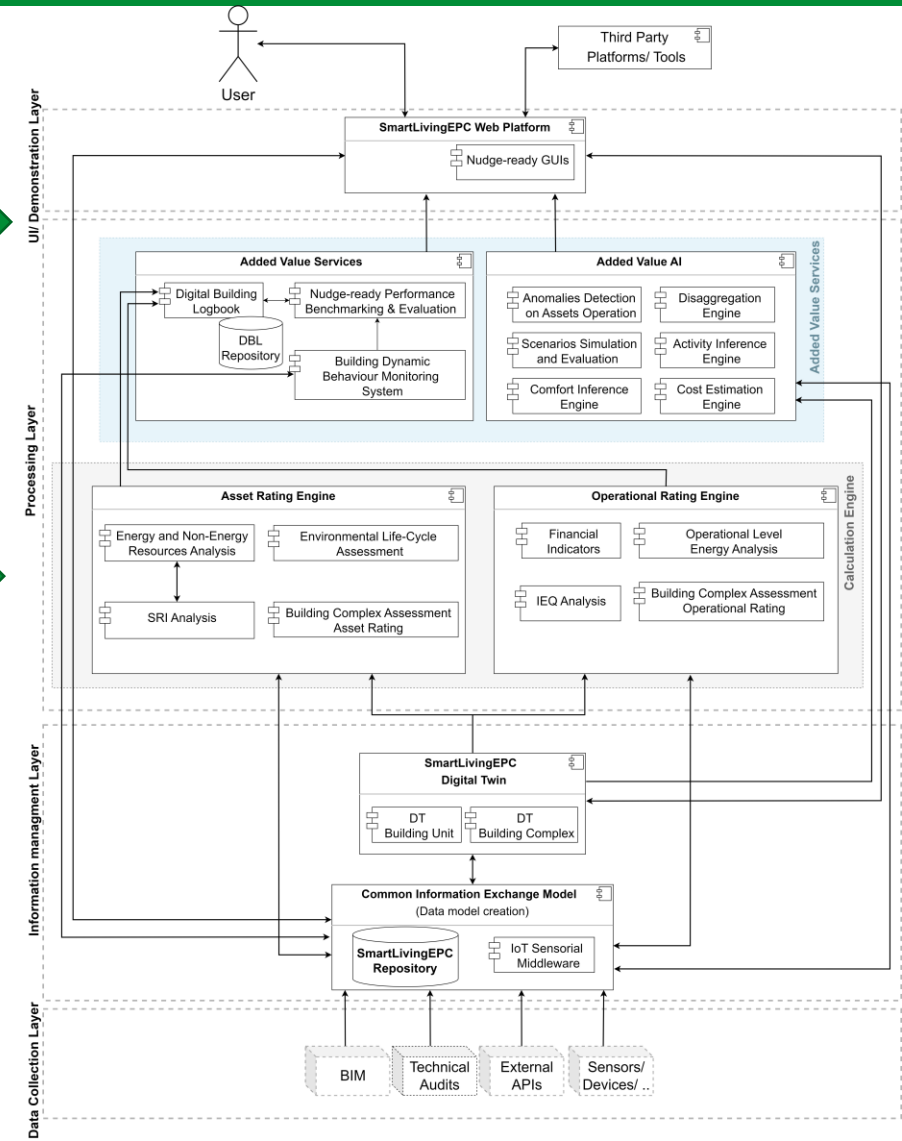 User
Third Party
Platforms/ Tools
UI/ Demonstration Layer
SmartLivingEPC Web Platform
Nudge-ready GUIs
Processing Layer
Added Value Services
Added Value Services
Digital Building
Logbook
DBL
Repository
Nudge-ready Performance
Benchmarking & Evaluation
Building Dynamic
Behaviour Monitoring
System
Added Value AI
Anomalies Detection
on Assets Operation
Disaggregation
Engine
Scenarios Simulation
and Evaluation
Activity Inference
Engine
Comfort Inference
Engine
Cost Estimation
Engine
Calculation Engine
Asset Rating Engine
Energy and Non-Energy
Resources Analysis
Environmental Life-Cycle
Assessment
SRI Analysis
Building Complex Assessment
Asset Rating
Operational Rating Engine
Financial
Indicators
Operational Level
Energy Analysis
IEQ Analysis
Building Complex Assessment
Operational Rating
Information managment Layer
SmartLivingEPC
Digital Twin
DT
Building Unit
DT
Building Complex
Common Information Exchange Model
(Data model creation)
SmartLivingEPC
Repository
IoT Sensorial
Middleware
Data Collection Layer
BIM
Technical
Audits
External
APIs
Sensors/
Devices/ ..